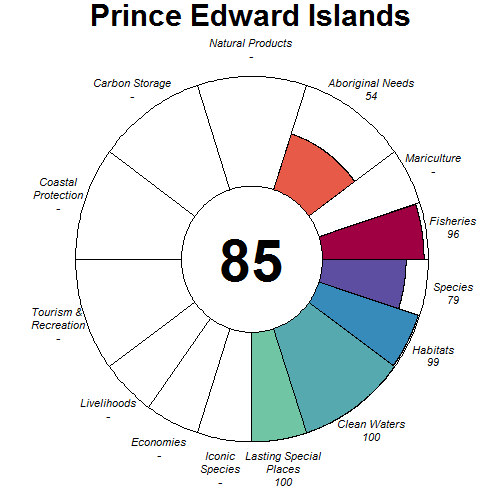 Prince Edward Islands
Natural Products
-
Carbon Storage
-
Aboriginal Needs
54
Mariculture
-
Coastal
Protection
-
Fisheries
96
85
Species
79
Tourism &
Recreation
-
Habitats
99
Livelihoods
-
Clean Waters
100
Economies
-
Iconic
Species
-
Lasting Special
Places
100